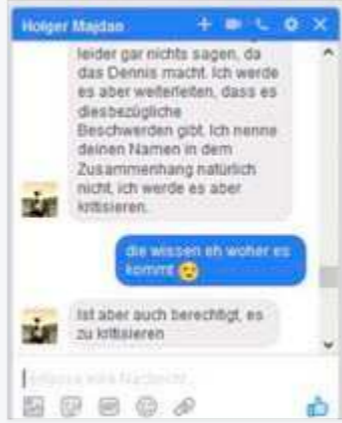 Holger Majdan
leider gar nichts sagen, da
das Dennis macht. Ich werde
es aber weiterleiten, dass es
diesbezügliche
Beschwerden gibt. Ich nenne
deinen Namen in dem
Zusammenhang natürlich
nicht, ich werde es aber
kritisieren.
die wissen eh woher es
kommt
Ist aber auch berechtigt, es
zu kritisieren
eine Nachricht